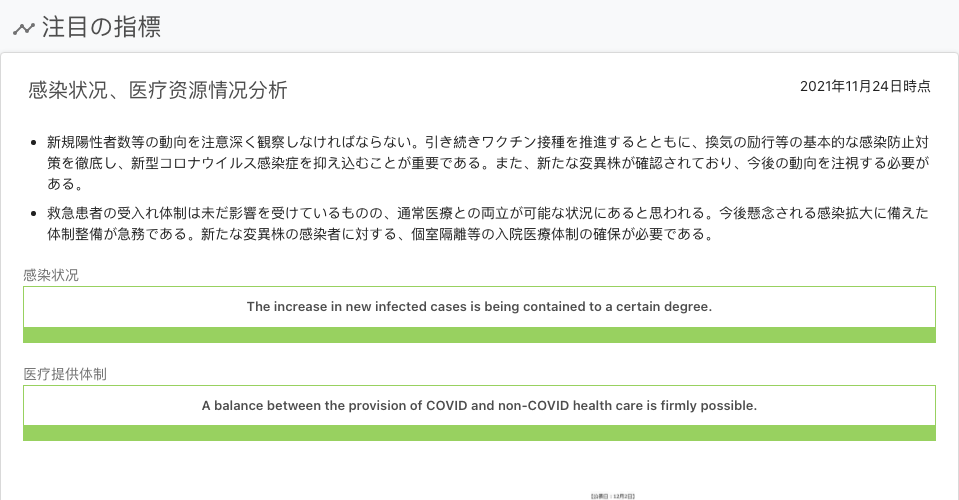 注目の指標
感染状况、医疗资源情况分析
2021年11月24日時点
新規陽性者数等の動向を注意深く観察しなければならない。引き続きワクチン接種を推進するとともに、換気の励行等の基本的な感染防止対
策を徹底し、新型コロナウイルス感染症を抑え込むことが重要である。また、新たな変異株が確認されており、今後の動向を注視する必要が
ある。
救急患者の受入れ体制は未だ影響を受けているものの、通常医療との両立が可能な状況にあると思われる。今後懸念される感染拡大に備えた
体制整備が急務である。新たな変異株の感染者に対する、個室隔離等の入院医療体制の確保が必要である。
感染状况
The increase in new infected cases is being contained to a certain degree.
医疗提供体制
A balance between the provision of COVID and non-COVID health care is firmly possible.